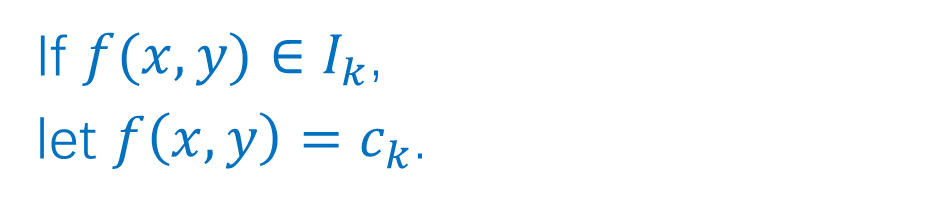 If f(x, y) ∈ I_k,
let f(x, y) = c_k.